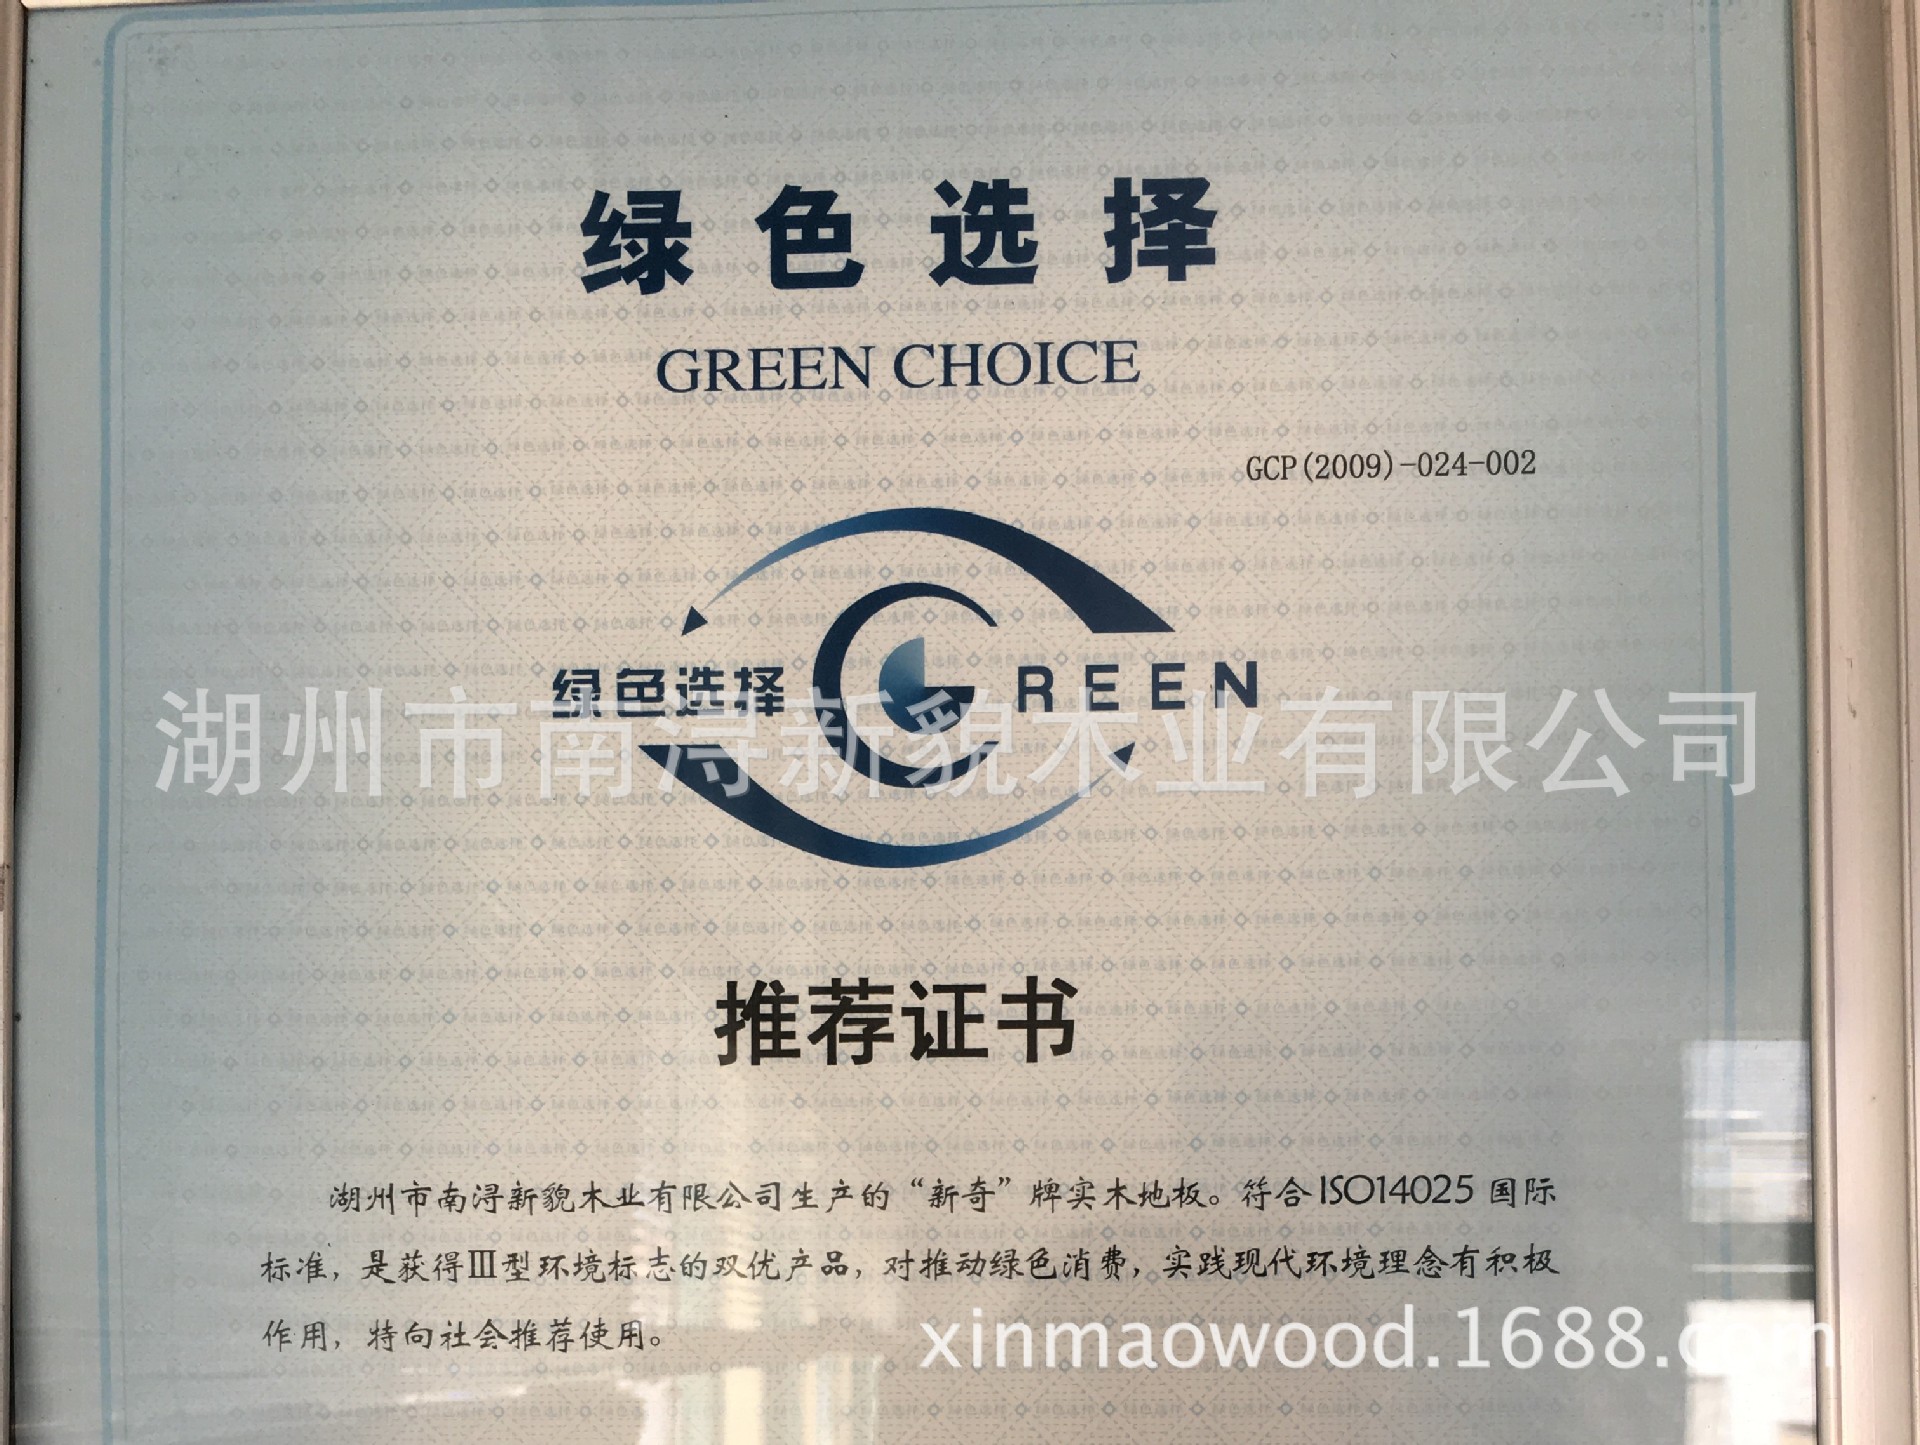 绿色选择
GREEN CHOICE
GCP(2009)-024-002
绿色选择 GREEN
湖州市南浔新貌木业有限公司
推荐证书
湖州市南浔新貌木业有限公司生产的“新奇”牌实木地板。符合ISO14025国际
标准，是获得Ⅲ型环境标志的双优产品，对推动绿色消费，实践现代环境理念有积极
作用，特向社会推荐使用。
xinmaowood.1688.com